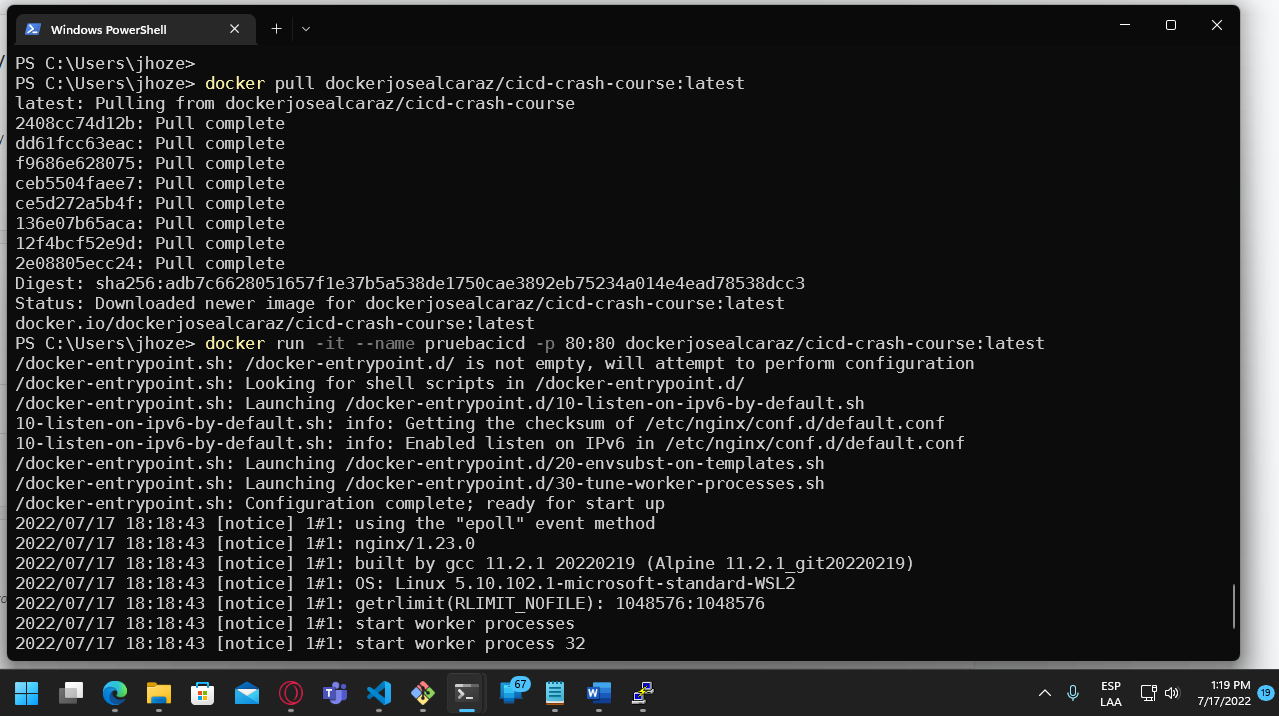 Windows PowerShell
PS C:\Users\jhoze>
PS C:\Users\jhoze> docker pull dockerjosealcaraz/cicd-crash-course:latest
latest: Pulling from dockerjosealcaraz/cicd-crash-course
2408cc74d12b: Pull complete
dd61fcc63eac: Pull complete
f9686e628075: Pull complete
ceb5504faee7: Pull complete
ce5d272a5b4f: Pull complete
136e07b65aca: Pull complete
12f4bcf52e9d: Pull complete
2e08805ecc24: Pull complete
Digest: sha256:adb7c6628051657f1e37b5a538de1750cae3892eb75234a014e4ead78538dcc3
Status: Downloaded newer image for dockerjosealcaraz/cicd-crash-course:latest
docker.io/dockerjosealcaraz/cicd-crash-course:latest
PS C:\Users\jhoze> docker run -it --name pruebacicd -p 80:80 dockerjosealcaraz/cicd-crash-course:latest
/docker-entrypoint.sh: /docker-entrypoint.d/ is not empty, will attempt to perform configuration
/docker-entrypoint.sh: Looking for shell scripts in /docker-entrypoint.d/
/docker-entrypoint.sh: Launching /docker-entrypoint.d/10-listen-on-ipv6-by-default.sh
10-listen-on-ipv6-by-default.sh: info: Getting the checksum of /etc/nginx/conf.d/default.conf
10-listen-on-ipv6-by-default.sh: info: Enabled listen on IPv6 in /etc/nginx/conf.d/default.conf
/docker-entrypoint.sh: Launching /docker-entrypoint.d/20-envsubst-on-templates.sh
/docker-entrypoint.sh: Launching /docker-entrypoint.d/30-tune-worker-processes.sh
/docker-entrypoint.sh: Configuration complete; ready for start up
2022/07/17 18:18:43 [notice] 1#1: using the "epoll" event method
2022/07/17 18:18:43 [notice] 1#1: nginx/1.23.0
2022/07/17 18:18:43 [notice] 1#1: built by gcc 11.2.1 20220219 (Alpine 11.2.1_git20220219)
2022/07/17 18:18:43 [notice] 1#1: OS: Linux 5.10.102.1-microsoft-standard-WSL2
2022/07/17 18:18:43 [notice] 1#1: getrlimit(RLIMIT_NOFILE): 1048576:1048576
2022/07/17 18:18:43 [notice] 1#1: start worker processes
2022/07/17 18:18:43 [notice] 1#1: start worker process 32
67
ESP
LAA
1:19 PM
7/17/2022
19